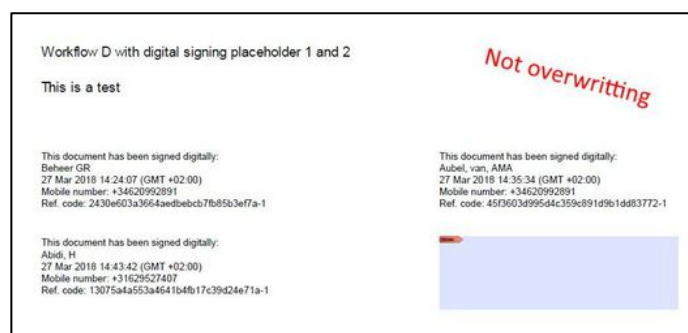 Workflow D with digital signing placeholder 1 and 2
Not overwritting
This is a test
This document has been signed digitally:
Beheer GR
27 Mar 2018 14:24:07 (GMT +02:00)
Mobile number: +34620992891
Ref. code: 2430e603a3664aedbebcb7fb85b3ef7a-1
This document has been signed digitally:
Aubel, van, AMA
27 Mar 2018 14:35:34 (GMT +02:00)
Mobile number: +34620992891
Ref. code: 45f3603d995d4c359c891d9b1dd83772-1
This document has been signed digitally:
Abidi, H
27 Mar 2018 14:43:42 (GMT +02:00)
Mobile number: +31629527407
Ref. code: 13075a4a553a4641b4fb17c39d24e71a-1